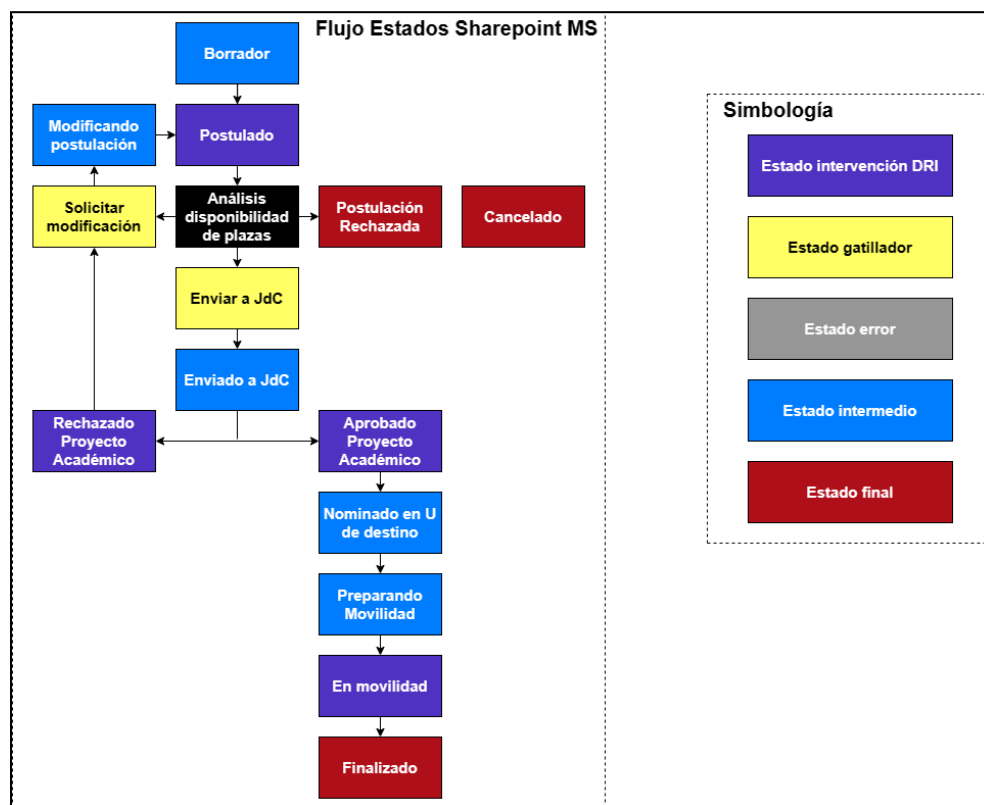 Flujo Estados Sharepoint MS
Borrador
Modificando
postulación
Postulado
Solicitar
modificación
Análisis
disponibilidad
de plazas
Postulación
Rechazada
Cancelado
Enviar a JdC
Enviado a JdC
Rechazado
Proyecto
Académico
Aprobado
Proyecto
Académico
Nominado en U
de destino
Preparando
Movilidad
En movilidad
Finalizado
Simbología
Estado intervención DRI
Estado gatillador
Estado error
Estado intermedio
Estado final